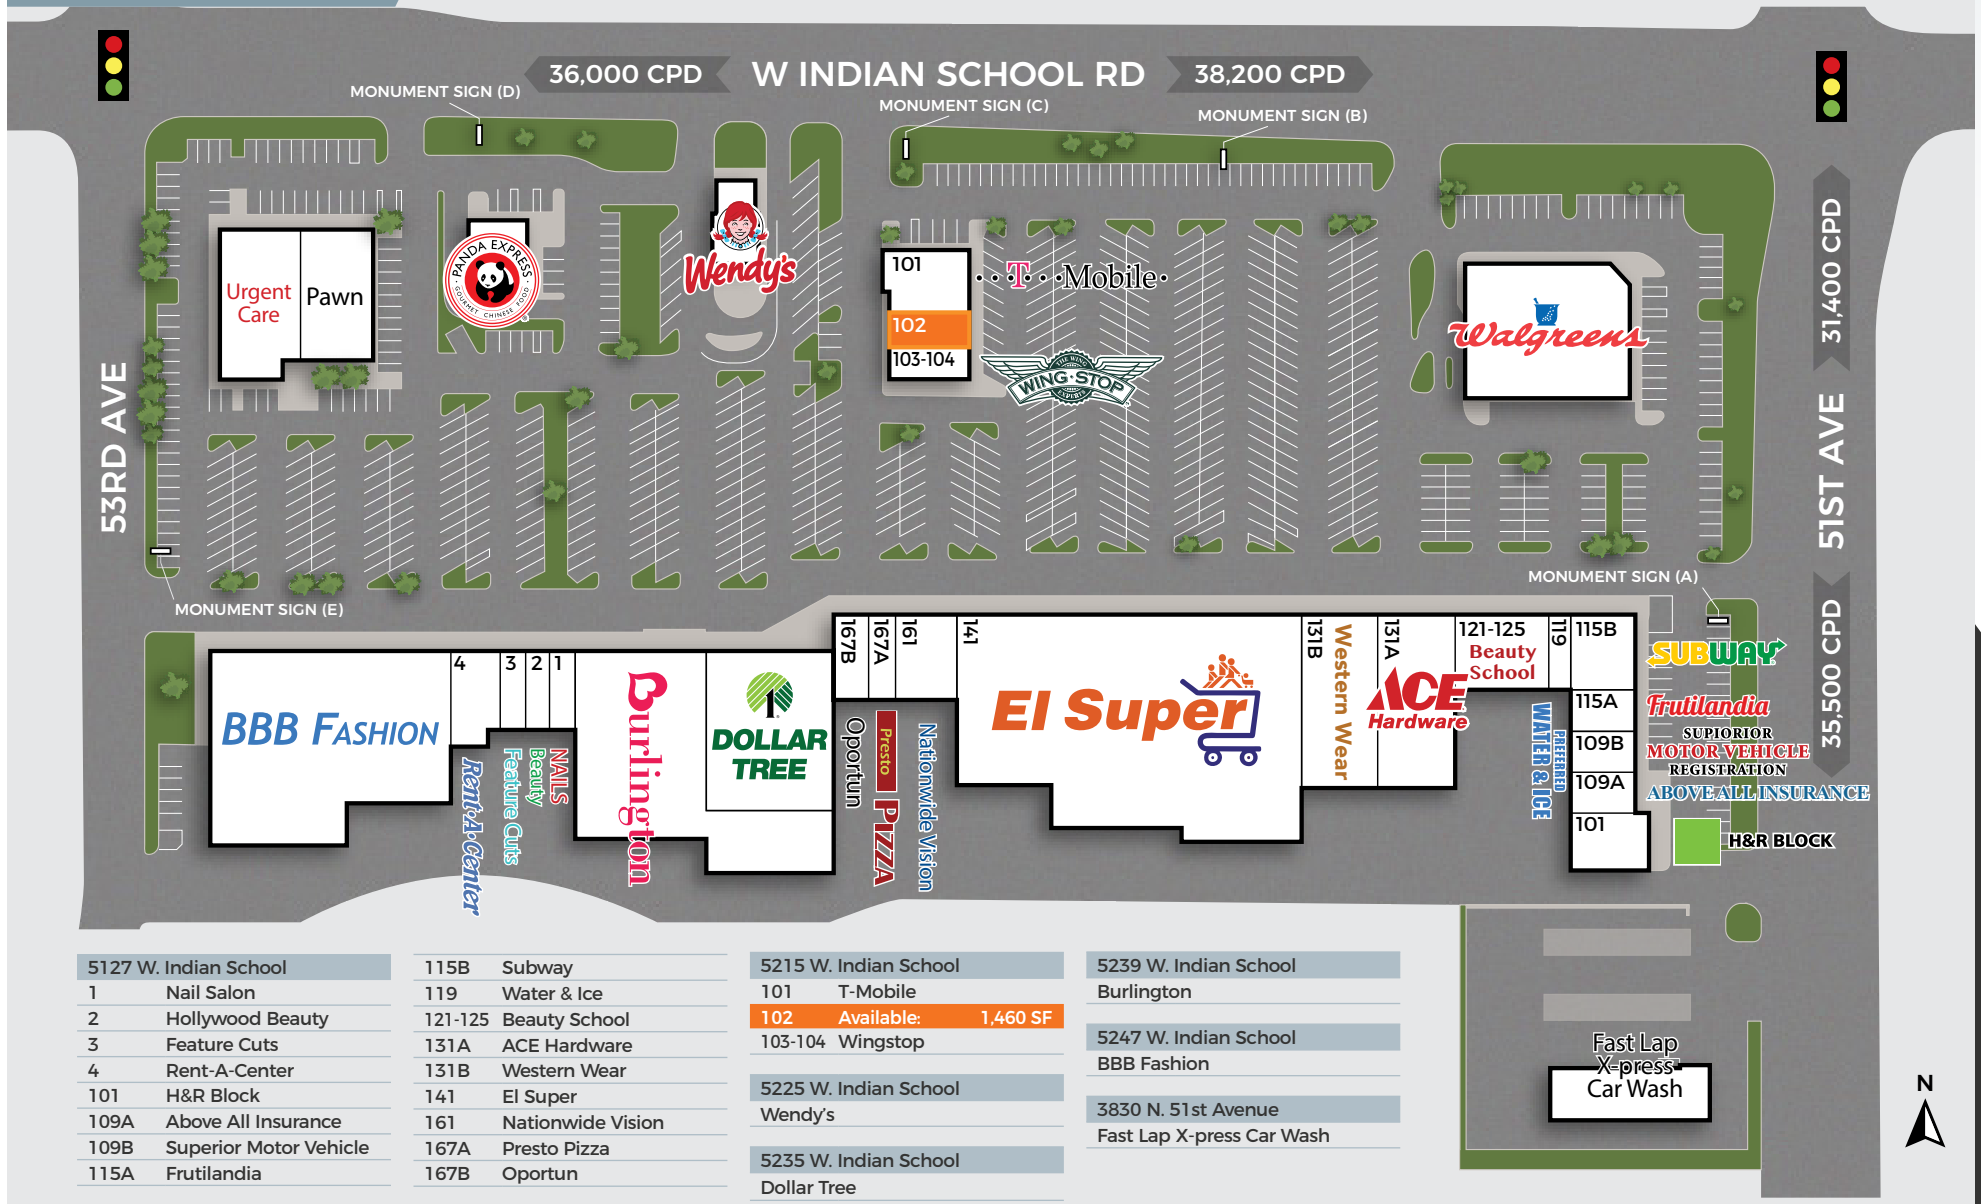 36,000 CPD
W INDIAN SCHOOL RD
38,200 CPD
MONUMENT SIGN (D)
MONUMENT SIGN (C)
MONUMENT SIGN (B)
Urgent
Care
Pawn
PANDA EXPRESS
GOURMET CHINESE FOOD
Wendy's
101
102
103-104
T Mobile
THE WING
WING STOP
EXPERTS
Walgreens
31,400 CPD
51ST AVE
35,500 CPD
53RD AVE
MONUMENT SIGN (E)
MONUMENT SIGN (A)
BBB FASHION
4
3
2
1
Rent-A-Center
Feature Cuts
Beauty
NAILS
Burlington
1
DOLLAR
TREE
167B
167A
161
141
Oportun
Presto
PIZZA
Nationwide Vision
El Super
131B
Western Wear
131A
ACE
Hardware
121-125
Beauty
School
119
PREFERRED
WATER & ICE
115B
115A
109B
109A
101
SUBWAY
Frutilandia
SUPIORIOR
MOTOR VEHICLE
REGISTRATION
ABOVE ALL INSURANCE
H&R BLOCK
Fast Lap
X-press
Car Wash
N
5127 W. Indian School
1 Nail Salon
2 Hollywood Beauty
3 Feature Cuts
4 Rent-A-Center
101 H&R Block
109A Above All Insurance
109B Superior Motor Vehicle
115A Frutilandia
115B Subway
119 Water & Ice
121-125 Beauty School
131A ACE Hardware
131B Western Wear
141 El Super
161 Nationwide Vision
167A Presto Pizza
167B Oportun
5215 W. Indian School
101 T-Mobile
102 Available: 1,460 SF
103-104 Wingstop
5225 W. Indian School
Wendy's
5235 W. Indian School
Dollar Tree
5239 W. Indian School
Burlington
5247 W. Indian School
BBB Fashion
3830 N. 51st Avenue
Fast Lap X-press Car Wash